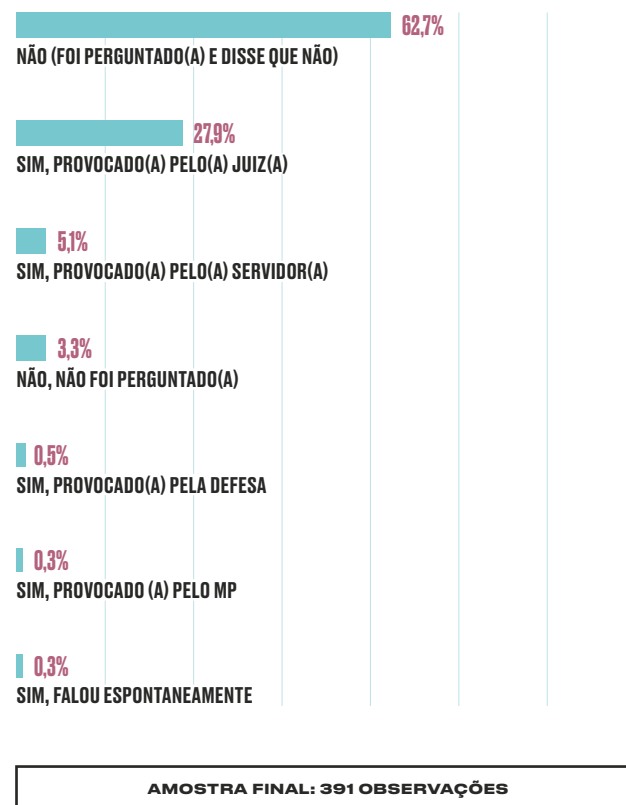 62,7%
NÃO (FOI PERGUNTADO(A) E DISSE QUE NÃO)
27,9%
SIM, PROVOCADO(A) PELO(A) JUIZ(A)
5,1%
SIM, PROVOCADO(A) PELO(A) SERVIDOR(A)
3,3%
NÃO, NÃO FOI PERGUNTADO(A)
0,5%
SIM, PROVOCADO(A) PELA DEFESA
0,3%
SIM, PROVOCADO (A) PELO MP
0,3%
SIM, FALOU ESPONTANEAMENTE
AMOSTRA FINAL: 391 OBSERVAÇÕES